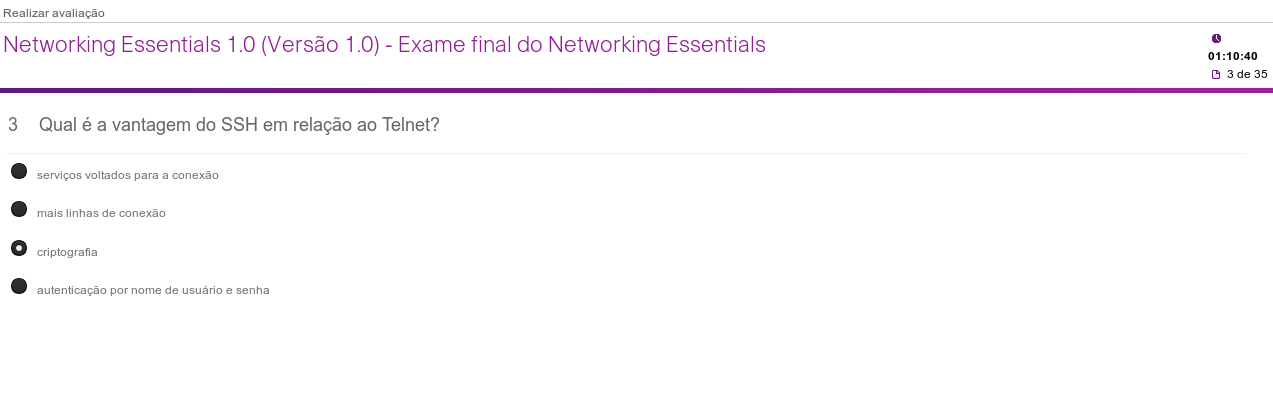 Realizar avaliação
Networking Essentials 1.0 (Versão 1.0) - Exame final do Networking Essentials
01:10:40
3 de 35
3 Qual é a vantagem do SSH em relação ao Telnet?
serviços voltados para a conexão
mais linhas de conexão
criptografia
autenticação por nome de usuário e senha